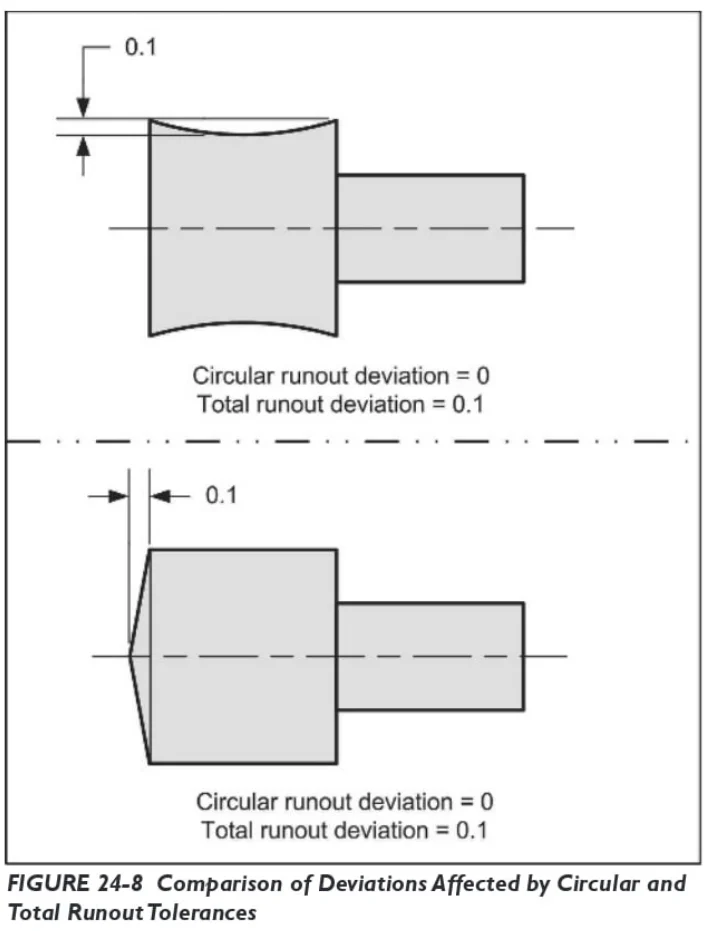 0.1
Circular runout deviation = 0
Total runout deviation = 0.1
0.1
Circular runout deviation = 0
Total runout deviation = 0.1
FIGURE 24-8 Comparison of Deviations Affected by Circular and
Total Runout Tolerances